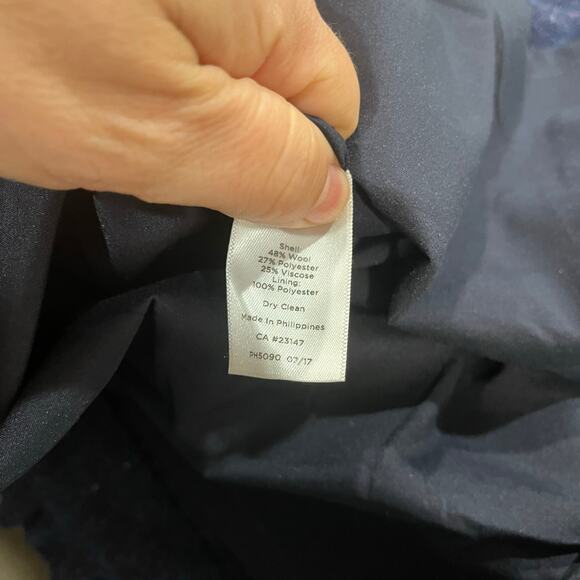 Shell:
48% Wool
27% Polyester
25% Viscose
Lining:
100% Polyester
Dry Clean
Made In Philippines
CA #23147
PH5090 07/17